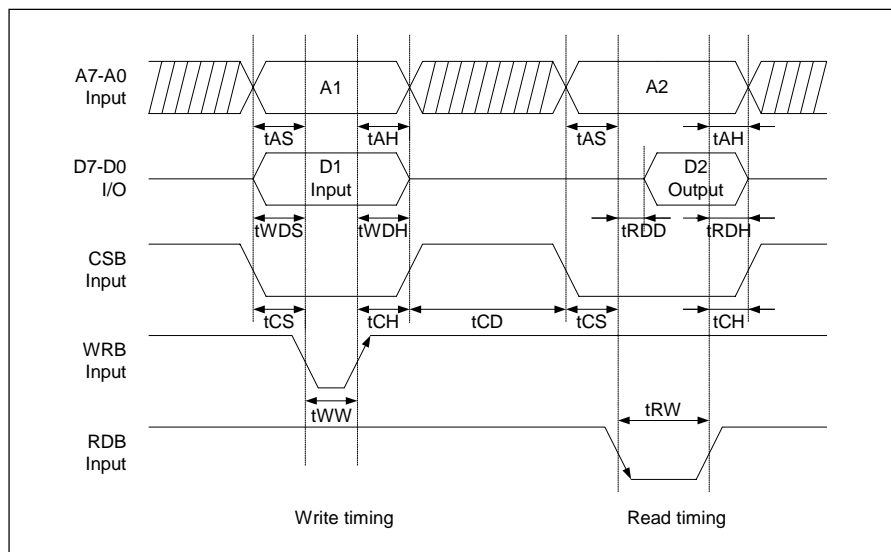 A7-A0
Input
A1
A2
tAS
tAH
tAS
tAH
D7-D0
I/O
D1
Input
D2
Output
tWDS
tWDH
tRDD
tRDH
CSB
Input
tCS
tCH
tCD
tCS
tCH
WRB
Input
tWW
tRW
RDB
Input
Write timing
Read timing